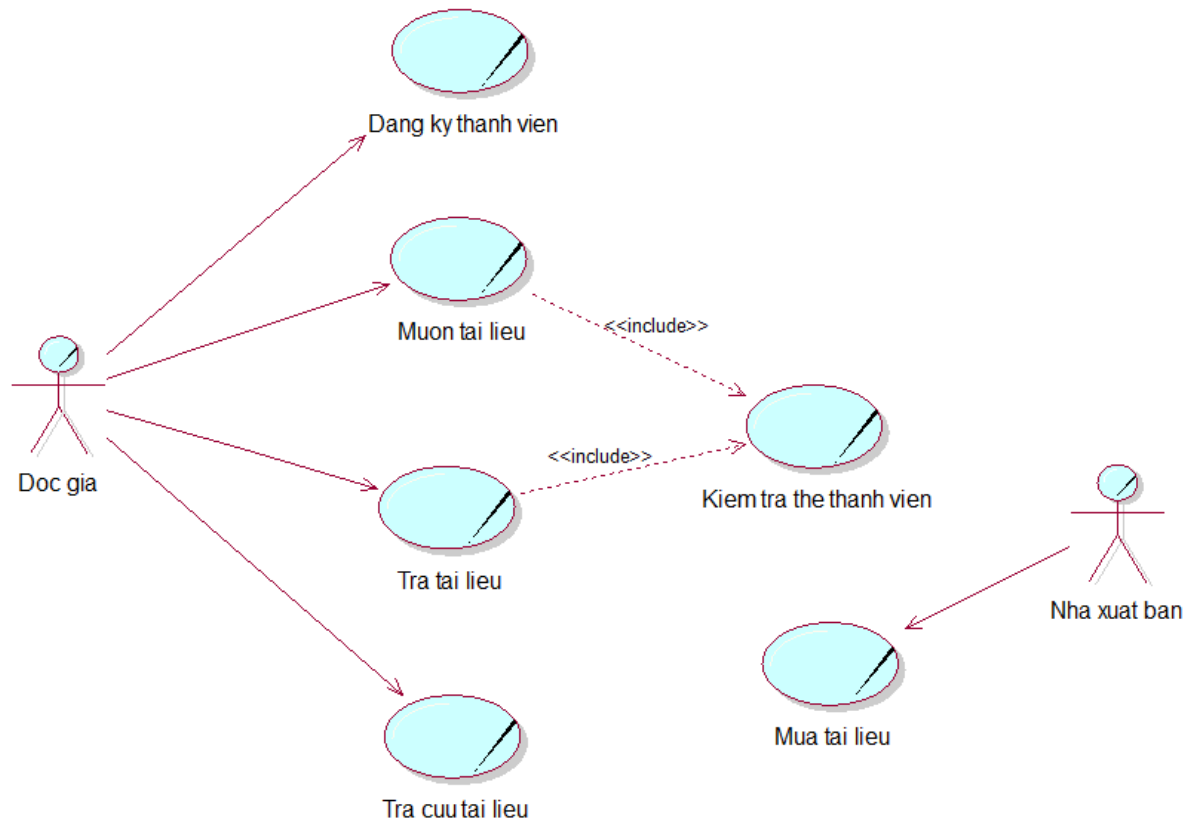 Dang ky thanh vien
Muon tai lieu
<<include>>
Doc gia
<<include>>
Kiem tra the thanh vien
Tra tai lieu
Nha xuat ban
Mua tai lieu
Tra cuu tai lieu